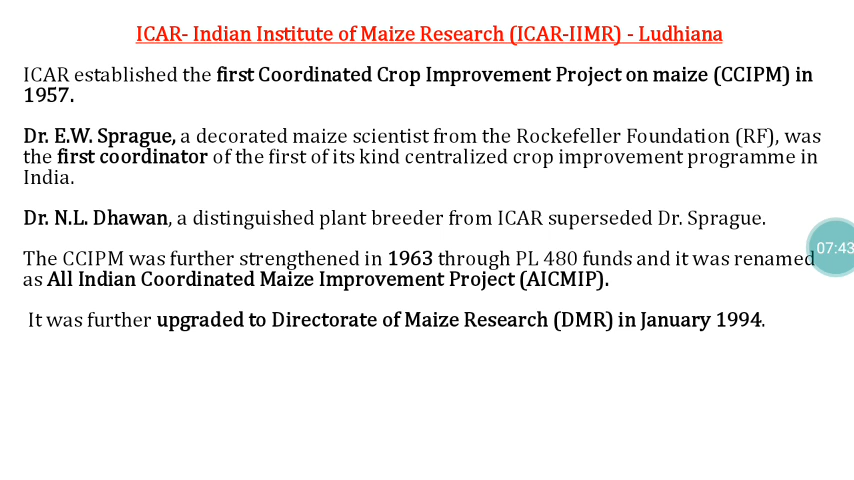 ICAR- Indian Institute of Maize Research (ICAR-IIMR) - Ludhiana
ICAR established the first Coordinated Crop Improvement Project on maize (CCIPM) in
1957.
Dr. E.W. Sprague, a decorated maize scientist from the Rockefeller Foundation (RF), was
the first coordinator of the first of its kind centralized crop improvement programme in
India.
Dr. N.L. Dhawan, a distinguished plant breeder from ICAR superseded Dr. Sprague.
07:43
The CCIPM was further strengthened in 1963 through PL 480 funds and it was renamed
as All Indian Coordinated Maize Improvement Project (AICMIP).
It was further upgraded to Directorate of Maize Research (DMR) in January 1994.